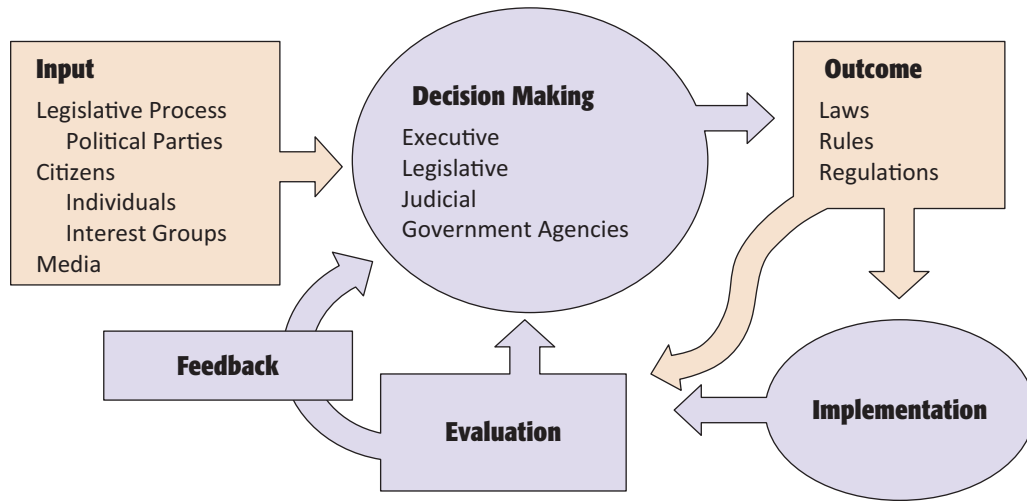 Input
Legislative Process
Political Parties
Citizens
Individuals
Interest Groups
Media
Decision Making
Executive
Legislative
Judicial
Government Agencies
Outcome
Laws
Rules
Regulations
Feedback
Evaluation
Implementation